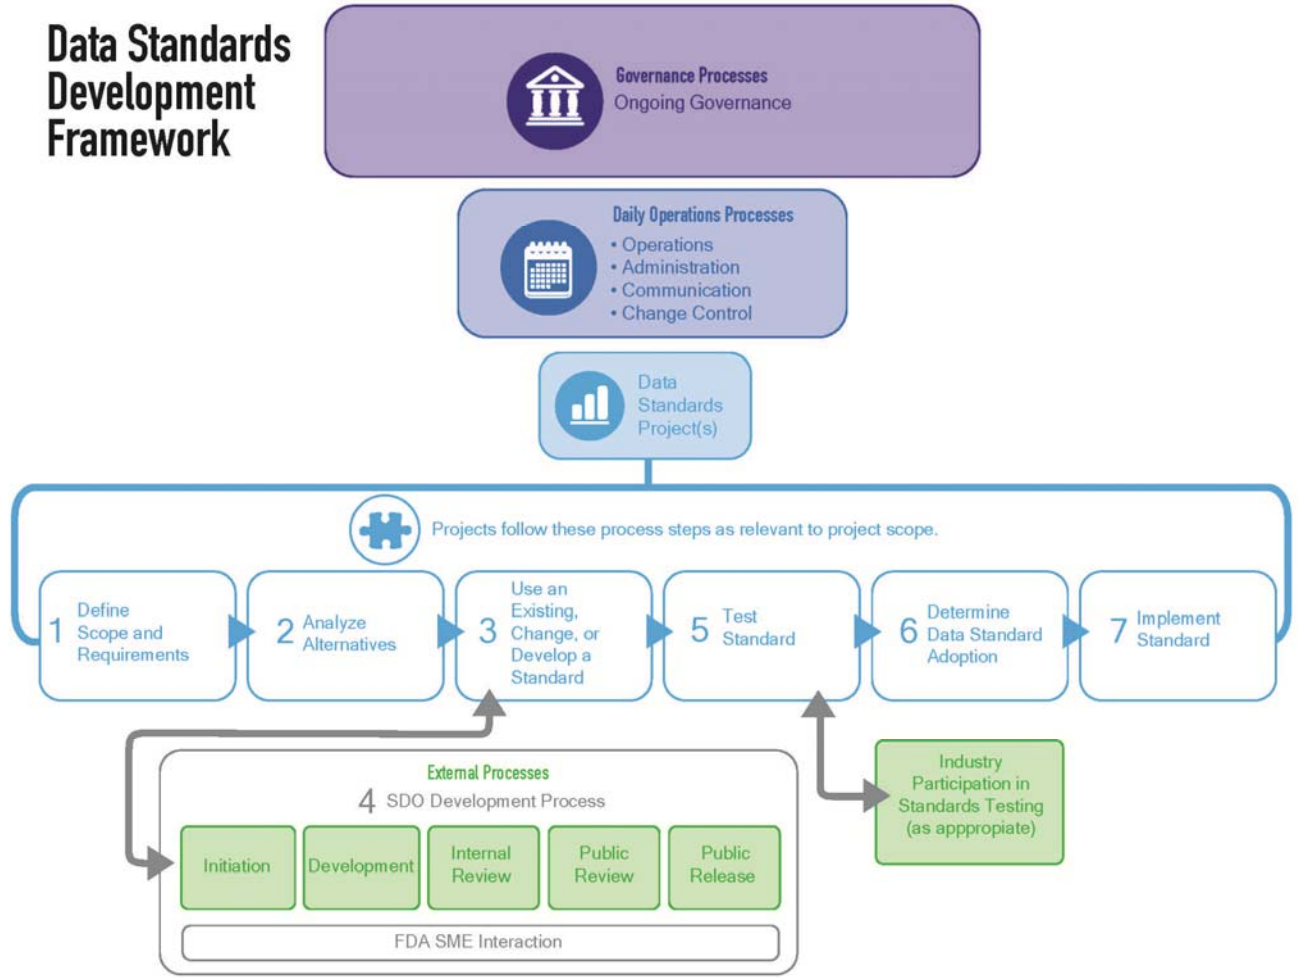 Data Standards
Development
Framework
Governance Processes
Ongoing Governance
Daily Operations Processes
• Operations
• Administration
• Communication
• Change Control
Data
Standards
Project(s)
Projects follow these process steps as relevant to project scope.
1
Define
Scope and
Requirements
2
Analyze
Alternatives
3
Use an
Existing,
Change, or
Develop a
Standard
5
Test
Standard
6
Determine
Data Standard
Adoption
7
Implement
Standard
External Processes
4 SDO Development Process
Initiation
Development
Internal
Review
Public
Review
Public
Release
FDA SME Interaction
Industry
Participation in
Standards Testing
(as apppropiate)